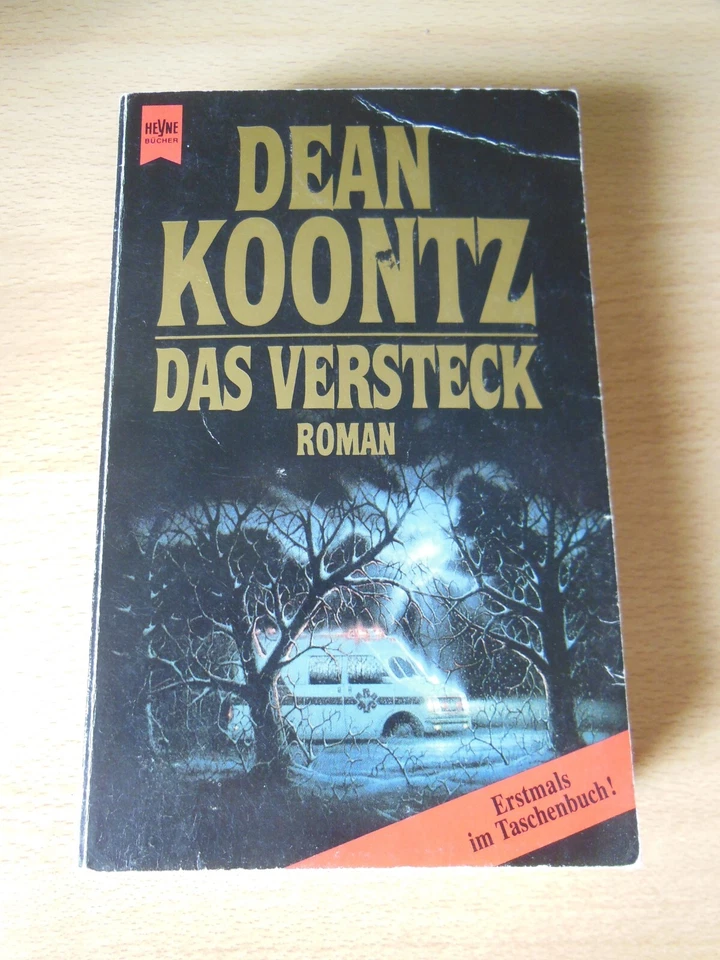 HEYNE
BÜCHER
DEAN
KOONTZ
DAS VERSTECK
ROMAN
Erstmals
im Taschenbuch!